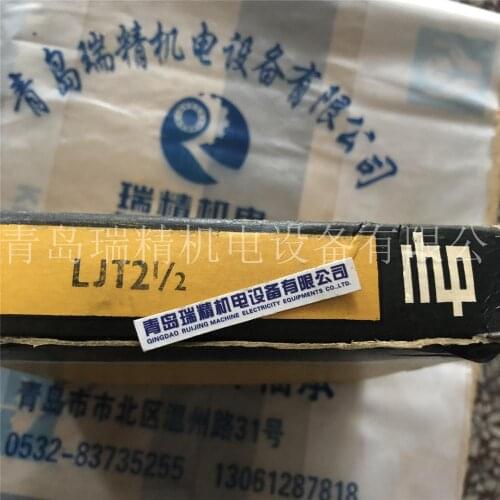 青岛瑞精机电设备有限公司
瑞精机电
青岛瑞精机电设备有限公司
LJT2½
青岛瑞精机电设备有限公司
QINGDAO RUIJING MACHINE ELECTRICITY EQUIPMENTS CO.,LTD.
青岛市市北区温州路31号
0532-83735255 13061287818